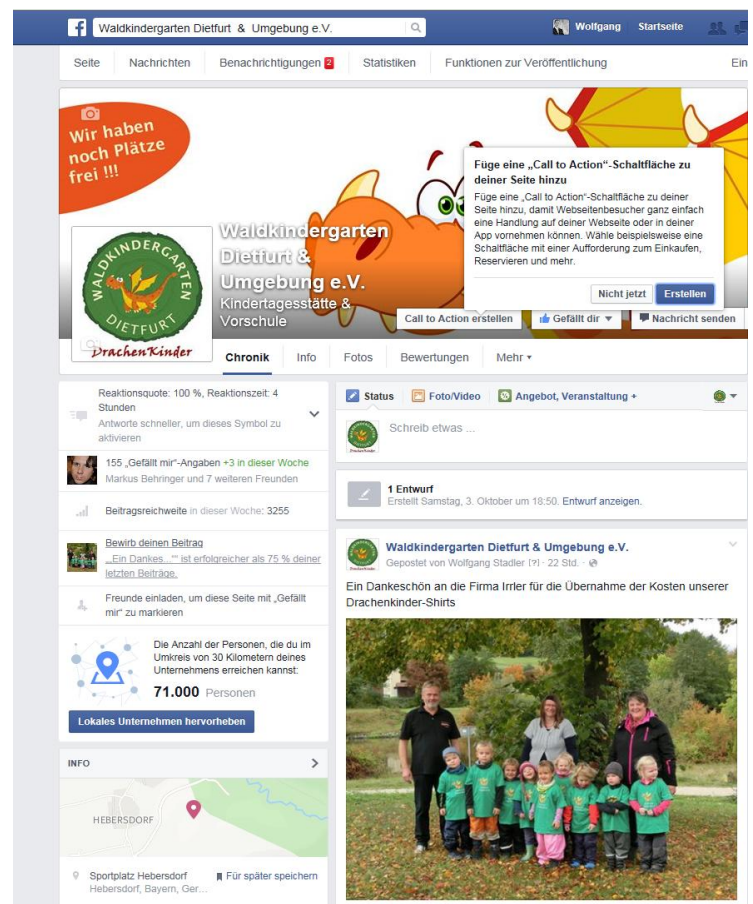 Waldkindergarten Dietfurt & Umgebung e.V.
Wolfgang
Startseite
Seite
Nachrichten
Benachrichtigungen 2
Statistiken
Funktionen zur Veröffentlichung
Ein
Wir haben
noch Plätze
frei !!!
Füge eine „Call to Action“-Schaltfläche zu
deiner Seite hinzu
Füge eine „Call to Action“-Schaltfläche zu deiner
Seite hinzu, damit Webseitenbesucher ganz einfach
eine Handlung auf deiner Webseite oder in deiner
App vornehmen können. Wähle beispielsweise eine
Schaltfläche mit einer Aufforderung zum Einkaufen,
Reservieren und mehr.
Nicht jetzt
Erstellen
WALDKINDERGARTEN
DIETFURT
DrachenKinder
Waldkindergarten
Dietfurt &
Umgebung e.V.
Kindertagesstätte &
Vorschule
Call to Action erstellen
Gefällt dir
Nachricht senden
Chronik
Info
Fotos
Bewertungen
Mehr
Reaktionsquote: 100 %, Reaktionszeit: 4
Stunden
Antworte schneller, um dieses Symbol zu
aktivieren
155 „Gefällt mir“-Angaben +3 in dieser Woche
Markus Behringer und 7 weiteren Freunden
Beitragsreichweite in dieser Woche: 3255
Bewirb deinen Beitrag
„Ein Dankes...“ ist erfolgreicher als 75 % deiner
letzten Beiträge.
Freunde einladen, um diese Seite mit „Gefällt
mir“ zu markieren
Die Anzahl der Personen, die du im
Umkreis von 30 Kilometern deines
Unternehmens erreichen kannst:
71.000 Personen
Lokales Unternehmen hervorheben
INFO
HEBERSDORF
Sportplatz Hebersdorf
Für später speichern
Hebersdorf, Bayern, Ger...
Status
Foto/Video
Angebot, Veranstaltung +
Schreib etwas ...
1 Entwurf
Erstellt Samstag, 3. Oktober um 18:50. Entwurf anzeigen.
Waldkindergarten Dietfurt & Umgebung e.V.
Gepostet von Wolfgang Stadler [?] · 22 Std. ·
Ein Dankeschön an die Firma Irrler für die Übernahme der Kosten unserer
Drachenkinder-Shirts